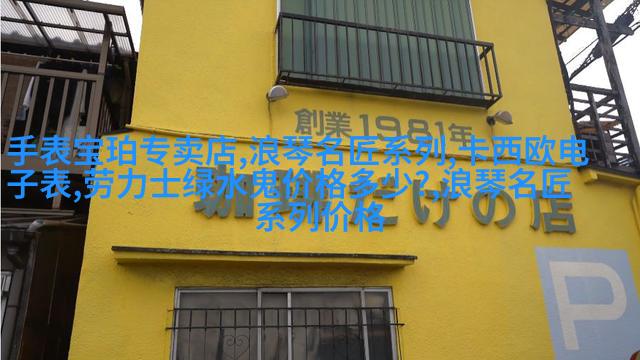 創業1981年
手表宝珀专卖店,浪琴名匠系列,卡西欧电
子表,劳力士绿水鬼价格多少?,浪琴名匠
系列价格
珈琲だけの店
P